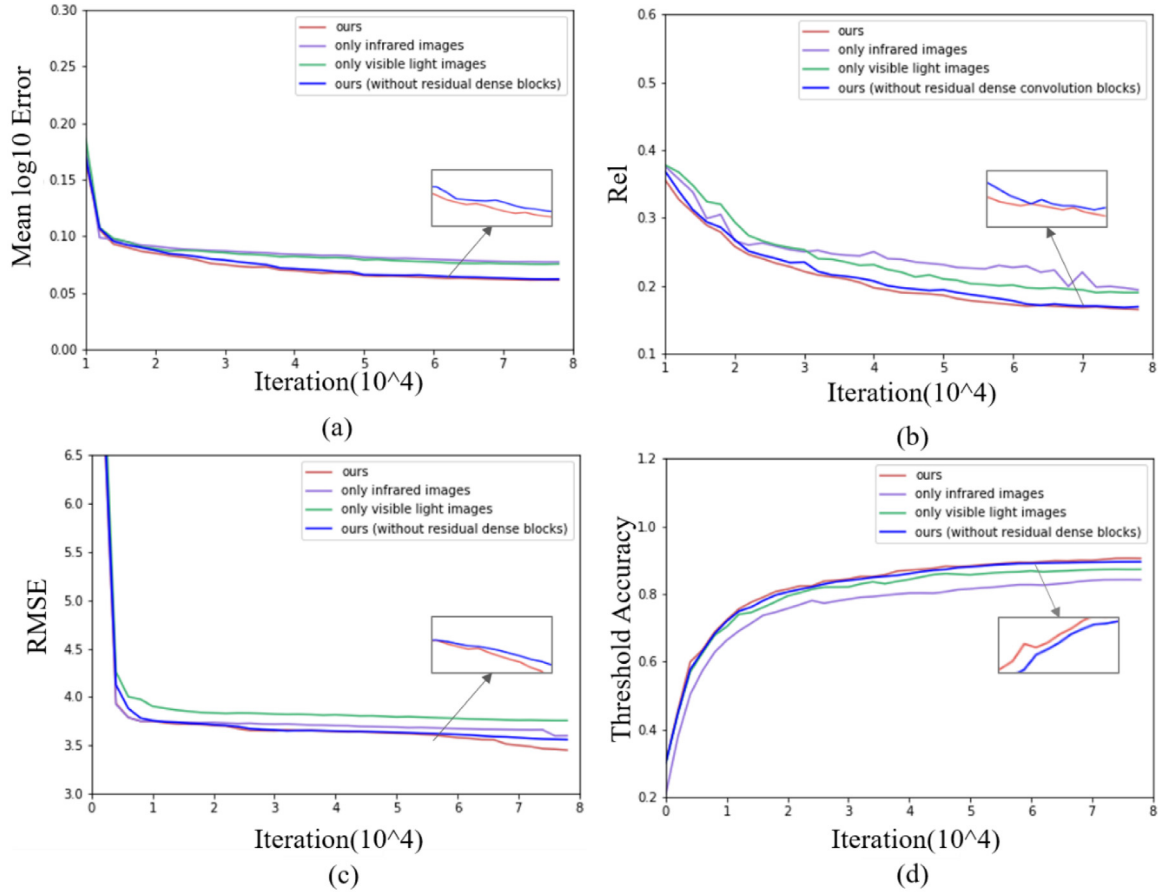 0.30
0.25
0.20
0.15
0.10
0.05
0.00
Mean log10 Error
ours
only infrared images
only visible light images
ours (without residual dense blocks)
1 2 3 4 5 6 7 8
Iteration(10^4)
(a)
0.6
0.5
0.4
0.3
0.2
0.1
Rel
ours
only infrared images
only visible light images
ours (without residual dense convolution blocks)
1 2 3 4 5 6 7 8
Iteration(10^4)
(b)
6.5
6.0
5.5
5.0
4.5
4.0
3.5
3.0
RMSE
ours
only infrared images
only visible light images
ours (without residual dense blocks)
0 1 2 3 4 5 6 7 8
Iteration(10^4)
(c)
1.2
1.0
0.8
0.6
0.4
0.2
Threshold Accuracy
ours
only infrared images
only visible light images
ours (without residual dense blocks)
0 1 2 3 4 5 6 7 8
Iteration(10^4)
(d)